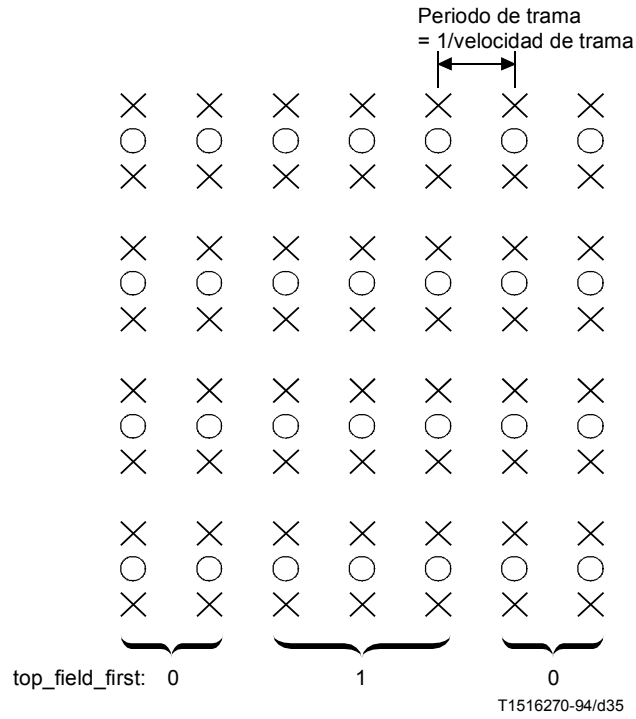 Periodo de trama
= 1/velocidad de trama
top_field_first: 0 1 0
T1516270-94/d35